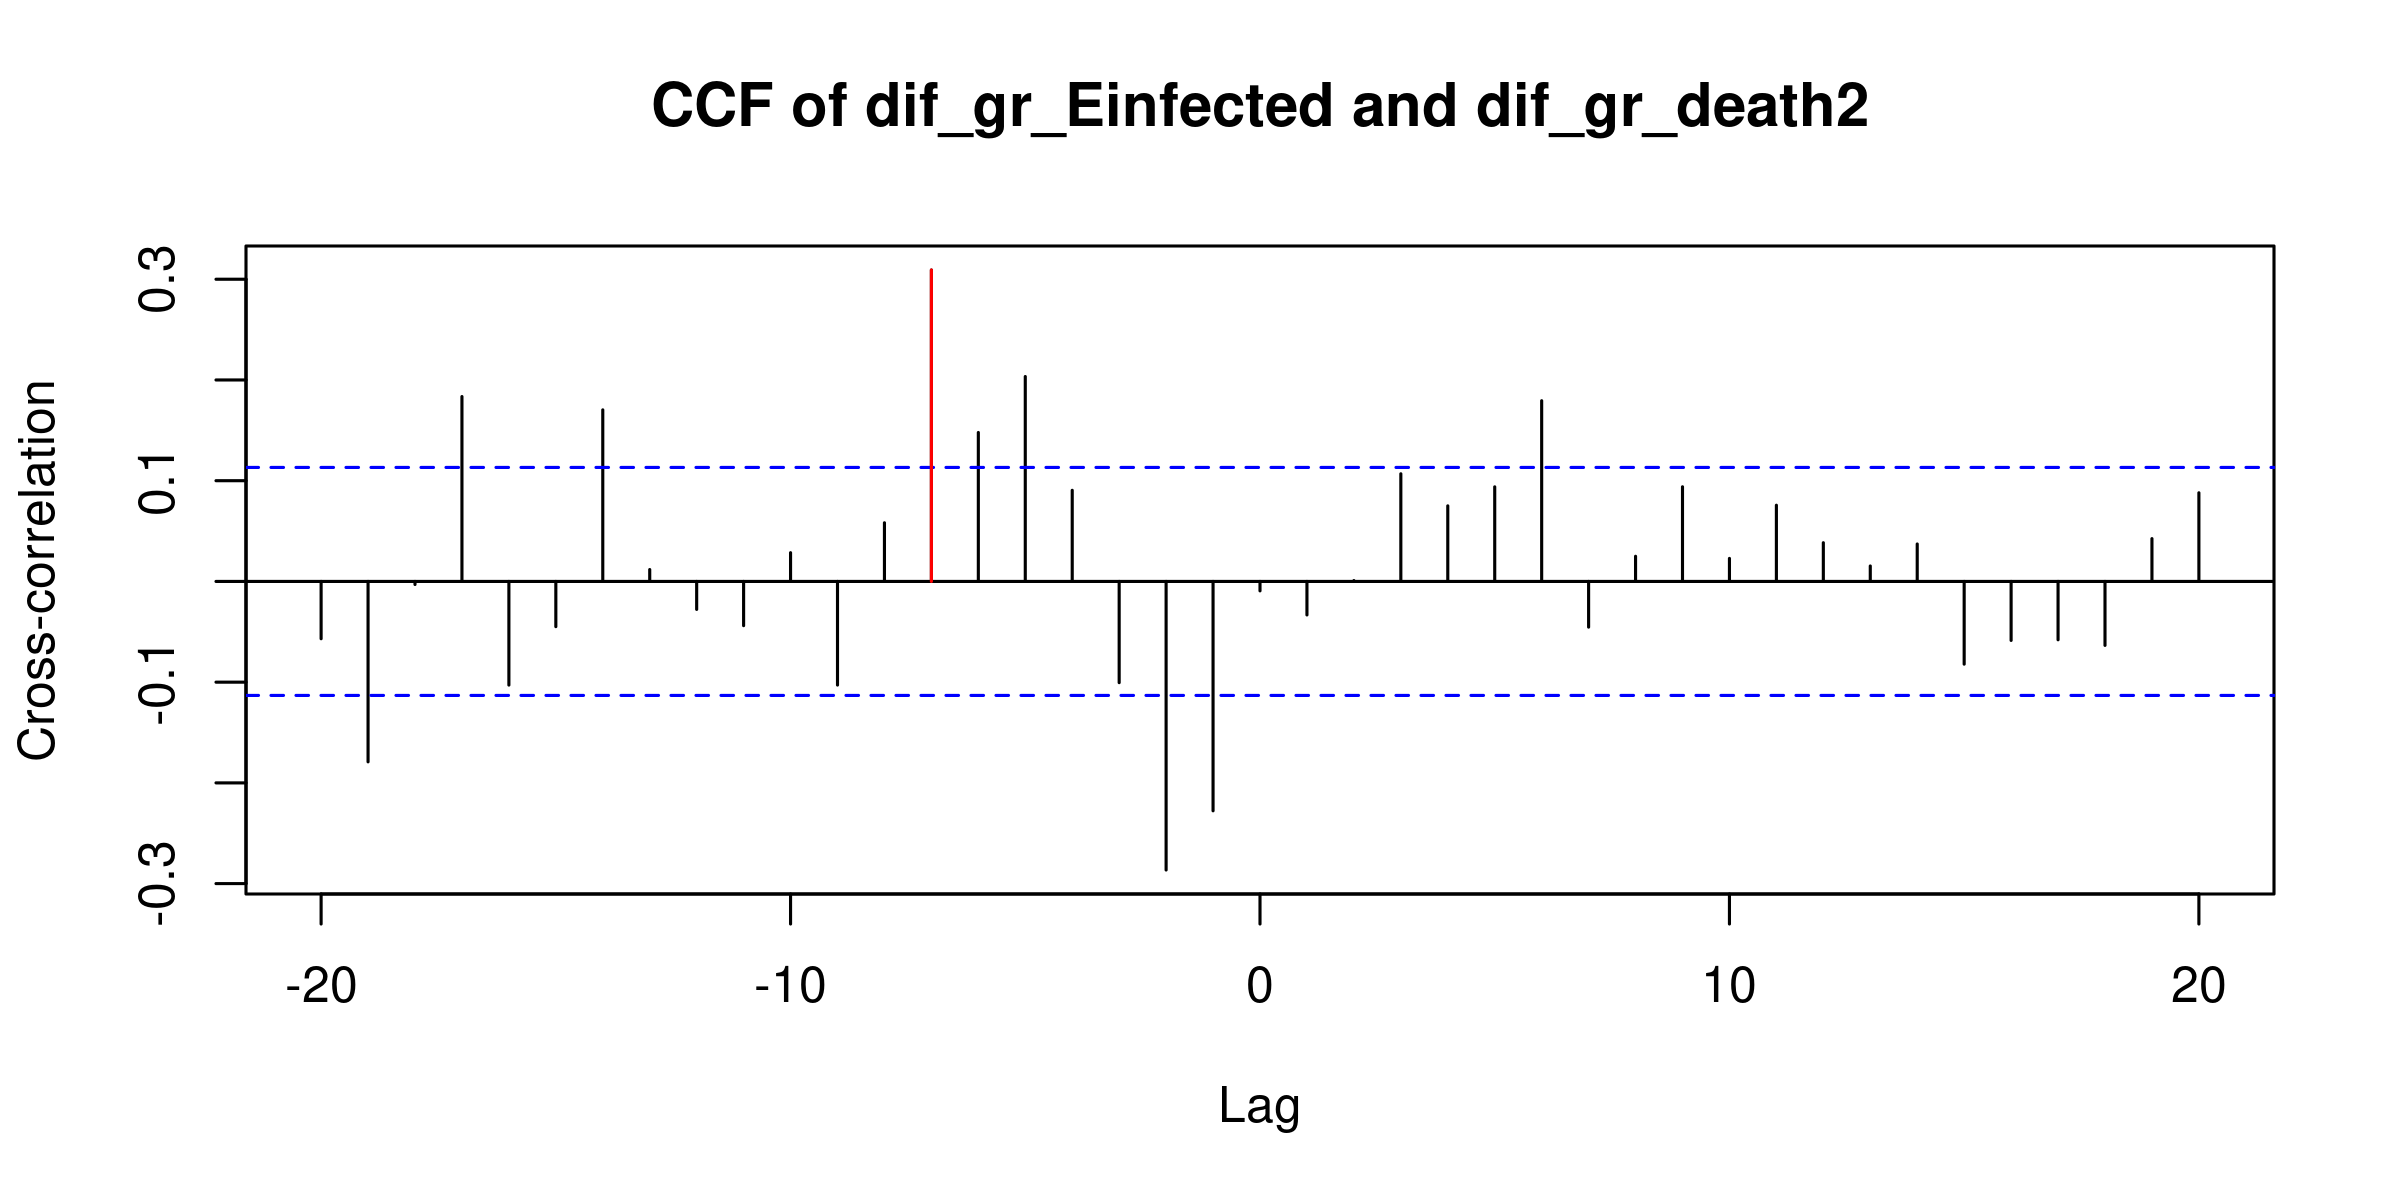 CCF of dif_gr_Einfected and dif_gr_death2
Cross-correlation
0.3
0.1
-0.1
-0.3
-20 -10 0 10 20
Lag